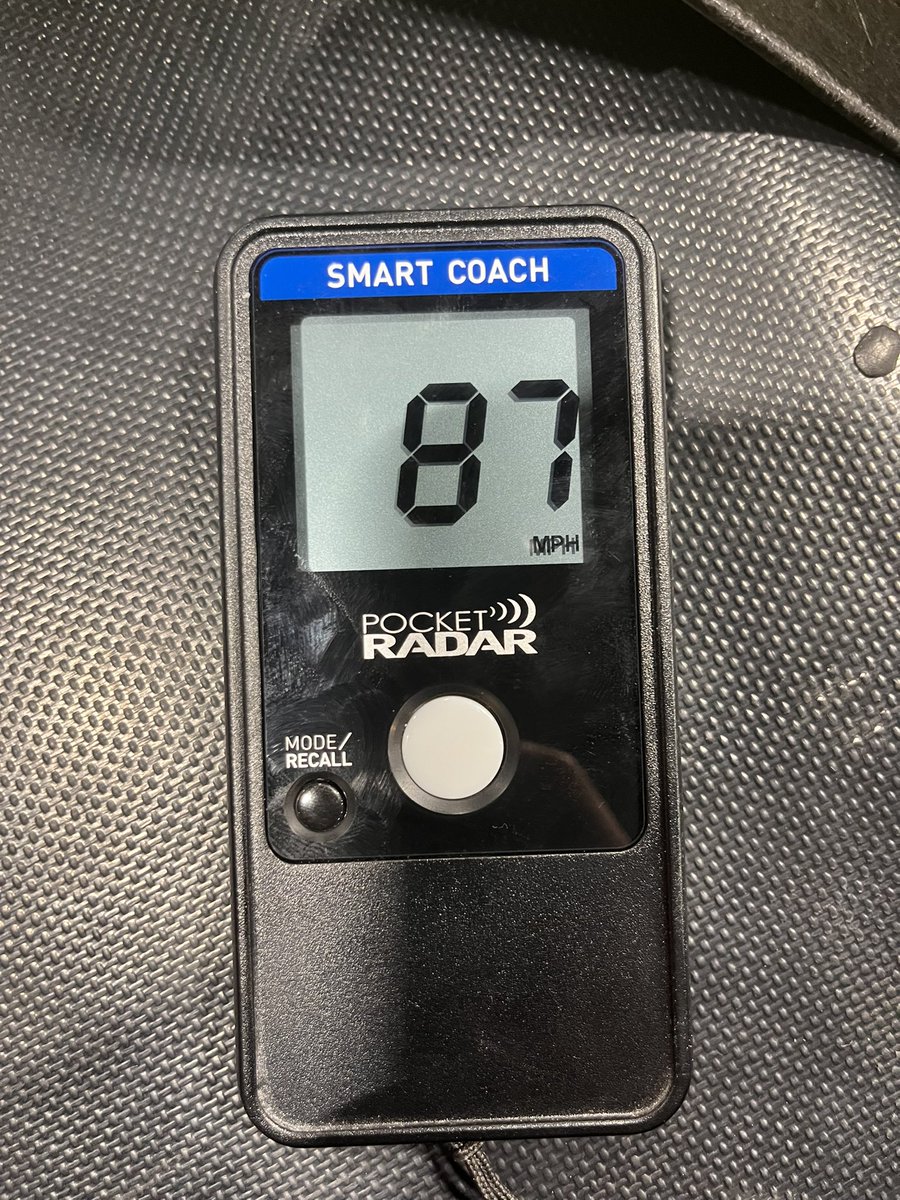 SMART COACH
87
MPH
POCKET
RADAR
MODE/
RECALL